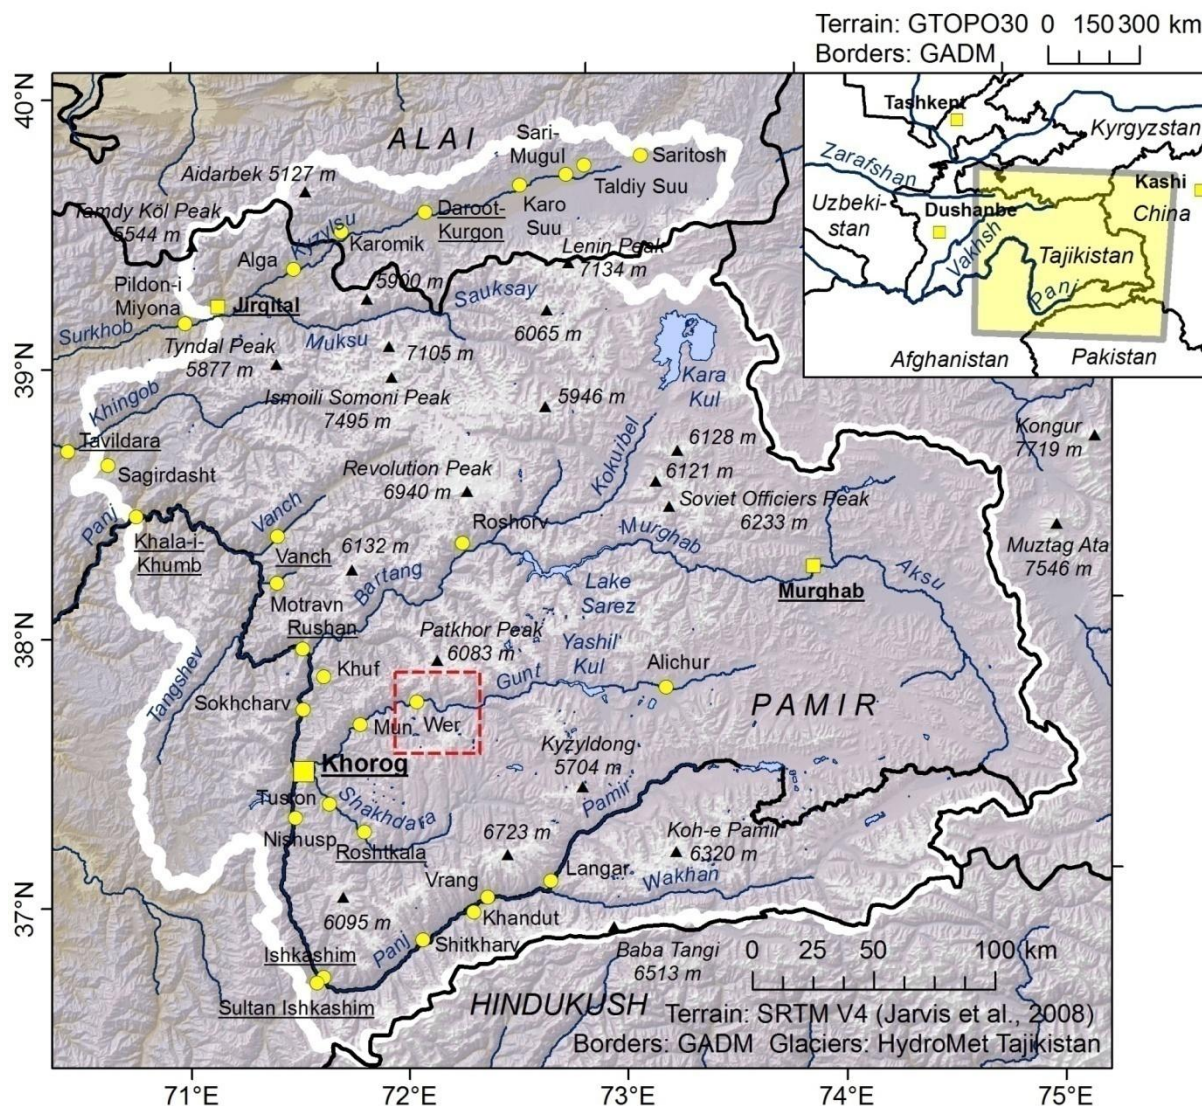 Terrain: GTOPO30 0 150 300 km
Borders: GADM
40°N
39°N
38°N
37°N
71°E
72°E
73°E
74°E
75°E
Tashkent
Kyrgyzstan
Zarafshan
Kashi
Uzbeki-
stan
Dushanbe
China
Vakhsh
Tajikistan
Panj
Afghanistan
Pakistan
ALAI
Sari-
Mugul
Saritosh
Aidarbek 5127 m
Taldiy Suu
Tamdy Köl Peak
5544 m
Daroot-
Kurgon
Karo
Suu
Kyzylsu
Karomik
Lenin Peak
7134 m
Alga
5900 m
Pildon-i
Miyona
Jirqital
Sauksay
6065 m
Surkhob
Muksu
Tyndal Peak
5877 m
7105 m
Kara
Kul
Ismoili Somoni Peak
7495 m
5946 m
Khingob
Kongur
7719 m
Tavildara
Sagirdasht
6128 m
6121 m
Revolution Peak
6940 m
Kokuibel
Soviet Officiers Peak
6233 m
Panj
Vanch
Roshorv
Murghab
Muztag Ata
7546 m
Khala-i-
Khumb
Vanch
6132 m
Bartang
Lake
Sarez
Murghab
Aksu
Motravn
Rushan
Patkhor Peak
6083 m
Yashil
Kul
Alichur
Tangshev
Khuf
Gunt
Sokhcharv
PAMIR
Mun
Wer
Khorog
Kyzyldong
5704 m
Tusion
Shakhdara
Pamir
Nishusp
Roshtkala
6723 m
Koh-e Pamir
6320 m
Langar
Wakhan
Vrang
6095 m
Khandut
Panj
Shitkharv
Baba Tangi
6513 m
0 25 50 100 km
Ishkashim
Sultan Ishkashim
HINDUKUSH
Terrain: SRTM V4 (Jarvis et al., 2008)
Borders: GADM Glaciers: HydroMet Tajikistan